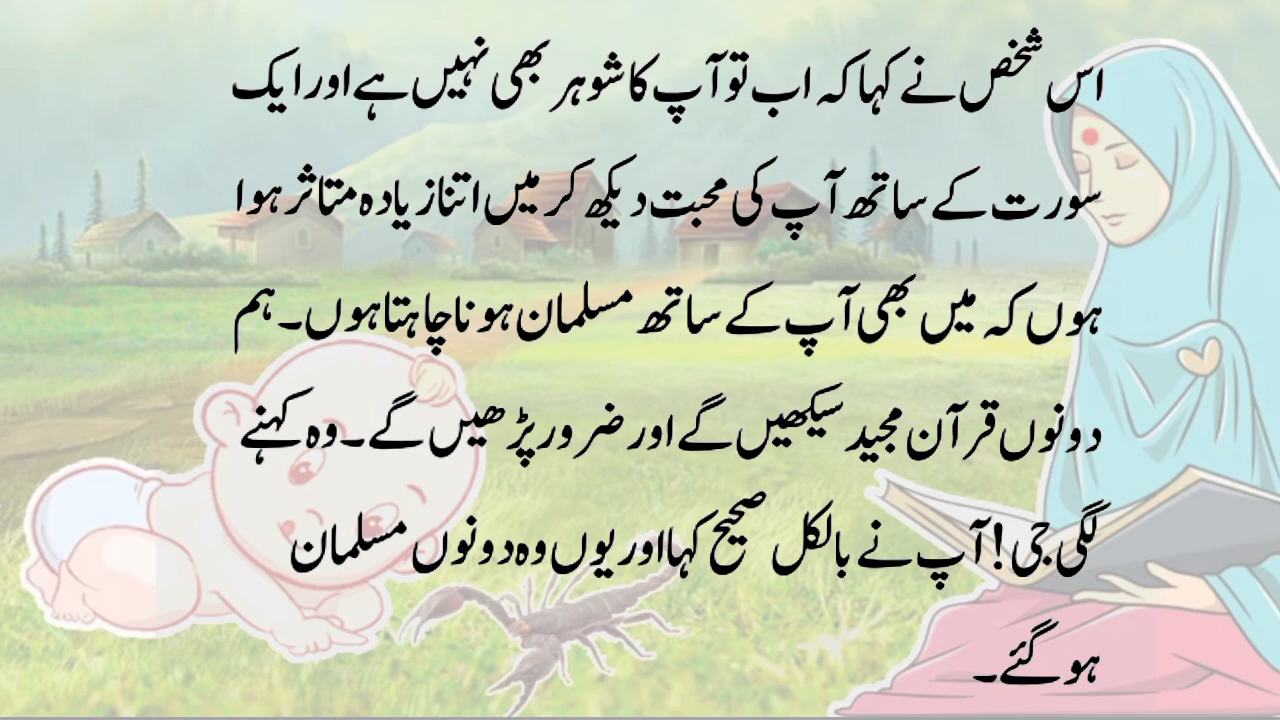 اس شخص نے کہا کہ اب تو آپ کا شوہر بھی نہیں ہے اور ایک
سورت کے ساتھ آپ کی محبت دیکھ کر میں اتنا زیادہ متاثر ہوا
ہوں کہ میں بھی آپ کے ساتھ مسلمان ہونا چاہتا ہوں۔ ہم
دونوں قرآن مجید سیکھیں گے اور ضرور پڑھیں گے۔ وہ کہنے
لگی جی! آپ نے بالکل صحیح کہا اور یوں وہ دونوں مسلمان
ہو گئے۔